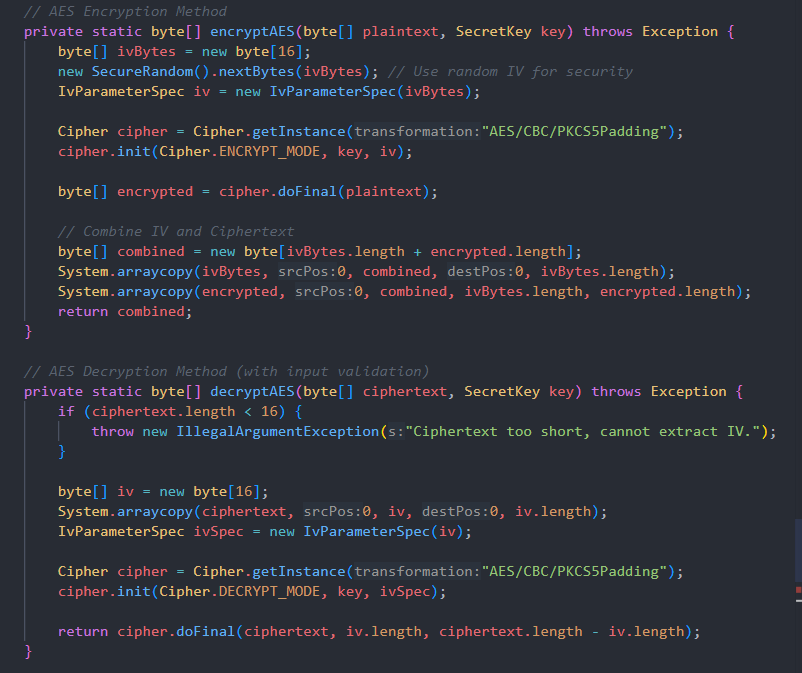 // AES Encryption Method
private static byte[] encryptAES(byte[] plaintext, SecretKey key) throws Exception {
    byte[] ivBytes = new byte[16];
    new SecureRandom().nextBytes(ivBytes); // Use random IV for security
    IvParameterSpec iv = new IvParameterSpec(ivBytes);

    Cipher cipher = Cipher.getInstance(transformation:"AES/CBC/PKCS5Padding");
    cipher.init(Cipher.ENCRYPT_MODE, key, iv);

    byte[] encrypted = cipher.doFinal(plaintext);

    // Combine IV and Ciphertext
    byte[] combined = new byte[ivBytes.length + encrypted.length];
    System.arraycopy(ivBytes, srcPos:0, combined, destPos:0, ivBytes.length);
    System.arraycopy(encrypted, srcPos:0, combined, ivBytes.length, encrypted.length);
    return combined;
}

// AES Decryption Method (with input validation)
private static byte[] decryptAES(byte[] ciphertext, SecretKey key) throws Exception {
    if (ciphertext.length < 16) {
        throw new IllegalArgumentException(s:"Ciphertext too short, cannot extract IV.");
    }

    byte[] iv = new byte[16];
    System.arraycopy(ciphertext, srcPos:0, iv, destPos:0, iv.length);
    IvParameterSpec ivSpec = new IvParameterSpec(iv);

    Cipher cipher = Cipher.getInstance(transformation:"AES/CBC/PKCS5Padding");
    cipher.init(Cipher.DECRYPT_MODE, key, ivSpec);

    return cipher.doFinal(ciphertext, iv.length, ciphertext.length - iv.length);
}